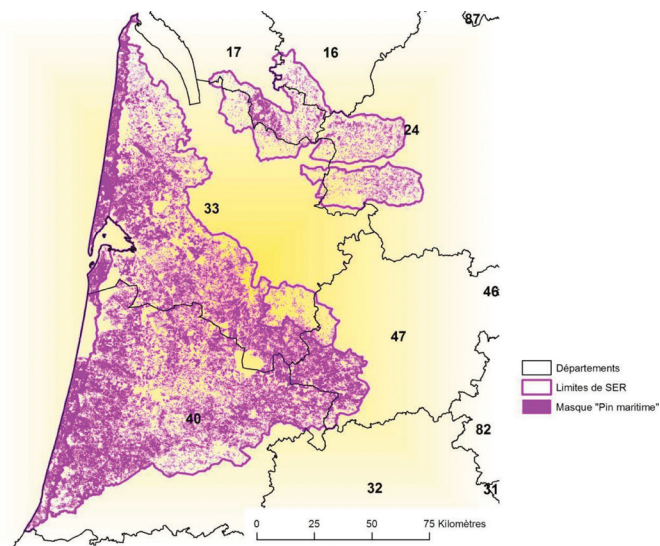 87
17
16
24
33
46
47
40
82
32
31
Départements
Limites de SER
Masque "Pin maritime"
0 25 50 75 Kilomètres